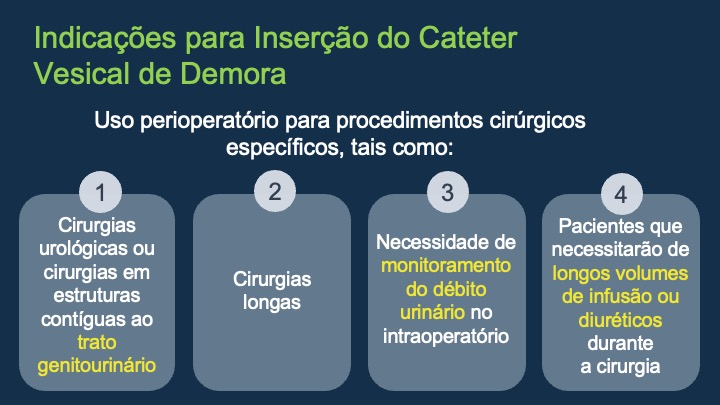 Indicações para Inserção do Cateter
Vesical de Demora
Uso perioperatório para procedimentos cirúrgicos
específicos, tais como:
1
Cirurgias
urológicas ou
cirurgias em
estruturas
contíguas ao
trato
genitourinário
2
Cirurgias
longas
3
Necessidade de
monitoramento
do débito
urinário no
intraoperatório
4
Pacientes que
necessitarão de
longos volumes
de infusão ou
diuréticos
durante
a cirurgia